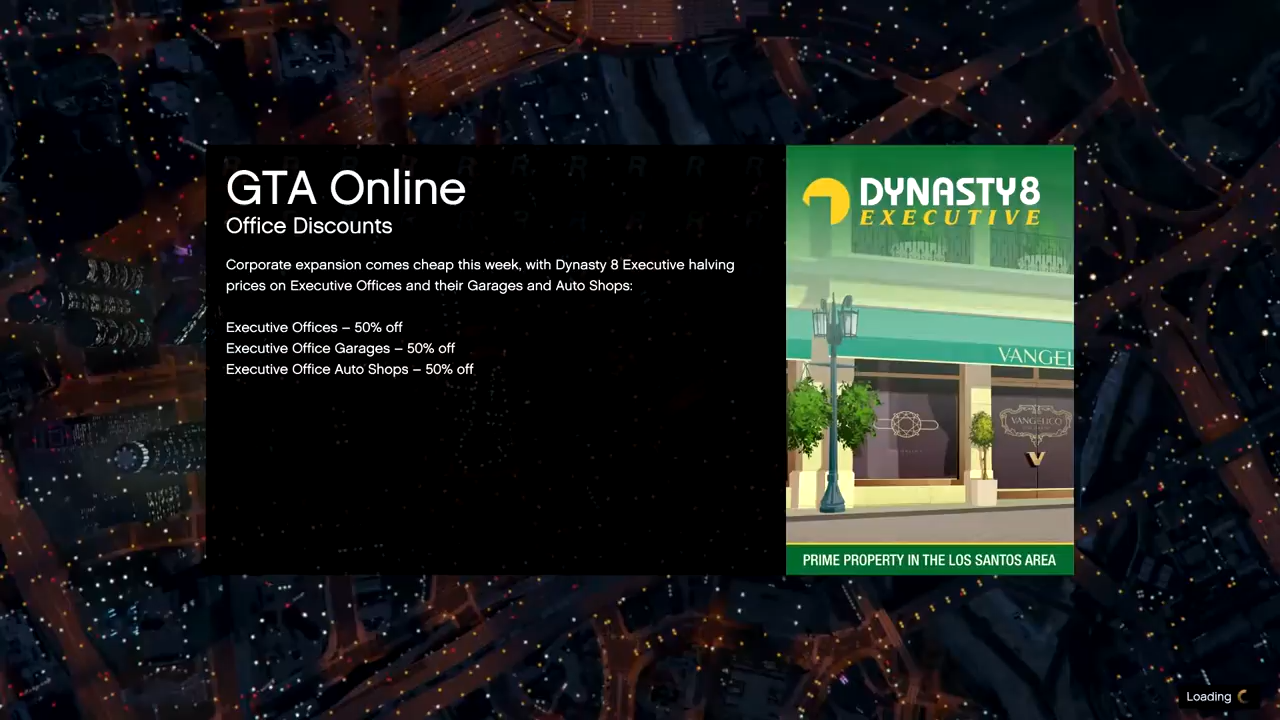 GTA Online
Office Discounts
Corporate expansion comes cheap this week, with Dynasty 8 Executive halving
prices on Executive Offices and their Garages and Auto Shops:
Executive Offices – 50% off
Executive Office Garages – 50% off
Executive Office Auto Shops – 50% off
DYNASTY8
EXECUTIVE
VANGEL
VANGELICO
PRIME PROPERTY IN THE LOS SANTOS AREA
Loading